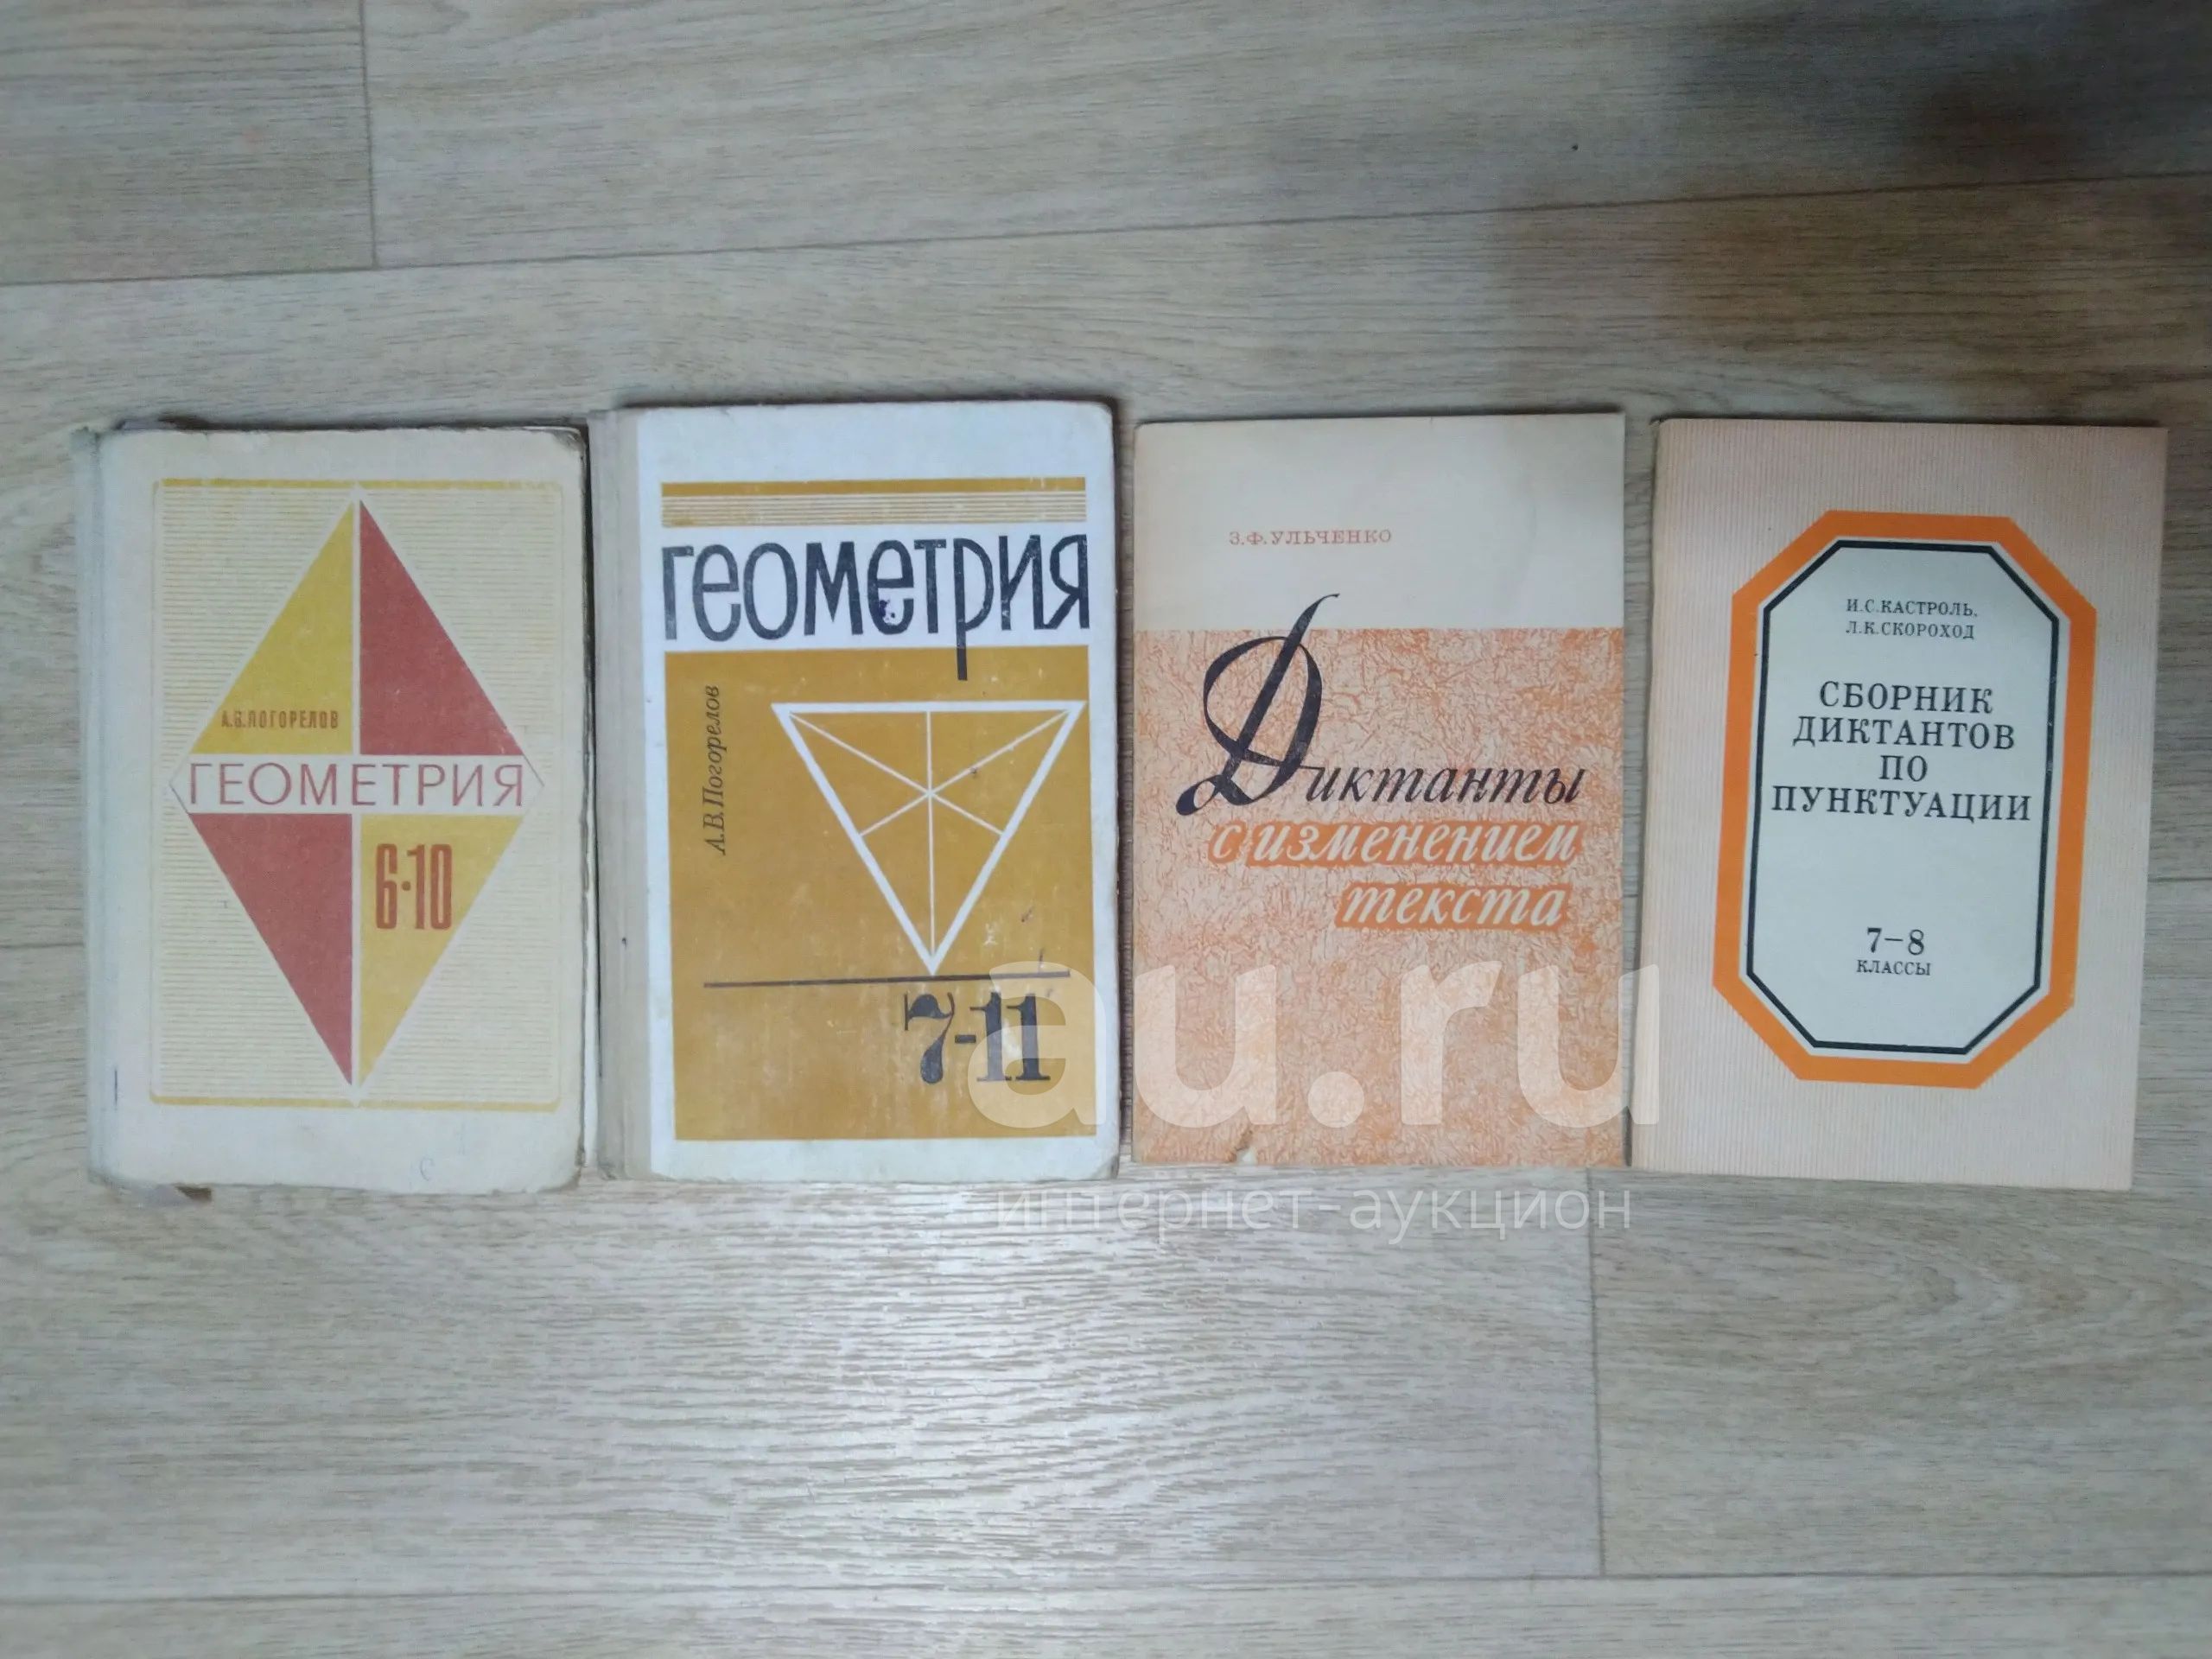 А.В.ПОГОРЕЛОВ
ГЕОМЕТРИЯ
6-10
геометрия
А.В.Погорелов
7-11
З.Ф.УЛЬЧЕНКО
Диктанты
с изменением
текста
И.С.КАСТРОЛЬ,
Л.К.СКОРОХОД
СБОРНИК
ДИКТАНТОВ
ПО
ПУНКТУАЦИИ
7-8
КЛАССЫ
au.ru
интернет-аукцион